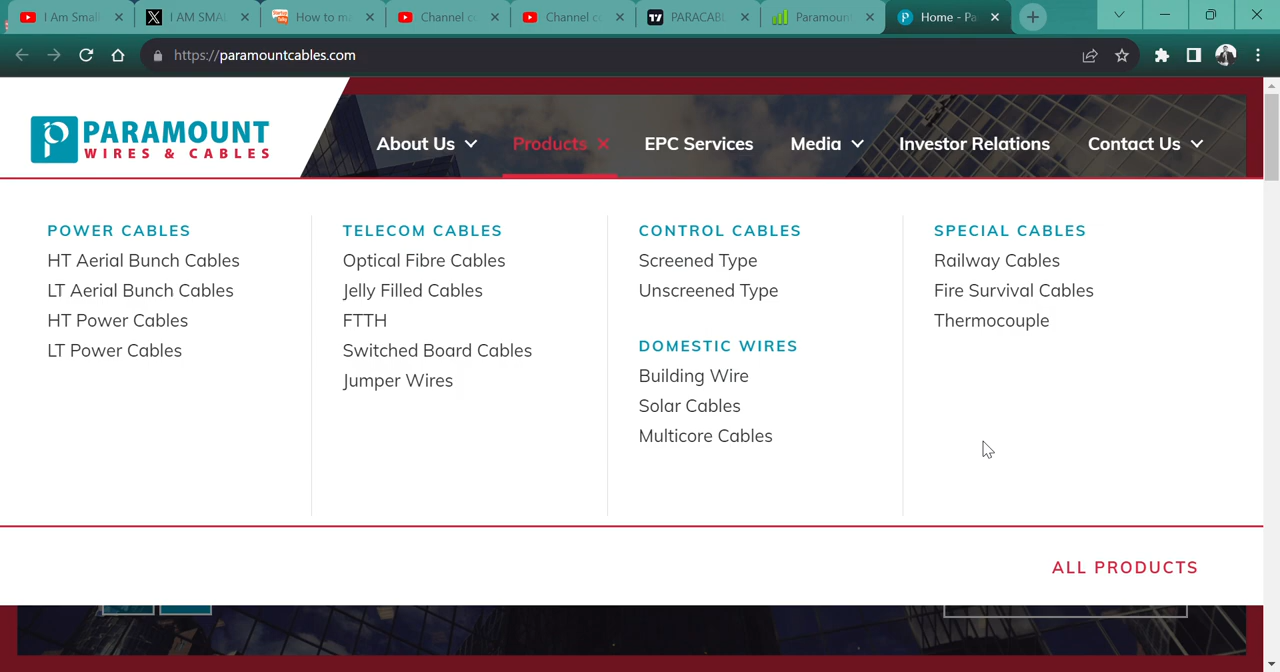 I Am Small
I AM SMA
How to ma
Channel c
Channel co
PARACABL
Paramount
Home - Pa
https://paramountcables.com
PARAMOUNT
WIRES & CABLES
About Us
Products
EPC Services
Media
Investor Relations
Contact Us
POWER CABLES
HT Aerial Bunch Cables
LT Aerial Bunch Cables
HT Power Cables
LT Power Cables
TELECOM CABLES
Optical Fibre Cables
Jelly Filled Cables
FTTH
Switched Board Cables
Jumper Wires
CONTROL CABLES
Screened Type
Unscreened Type
DOMESTIC WIRES
Building Wire
Solar Cables
Multicore Cables
SPECIAL CABLES
Railway Cables
Fire Survival Cables
Thermocouple
ALL PRODUCTS